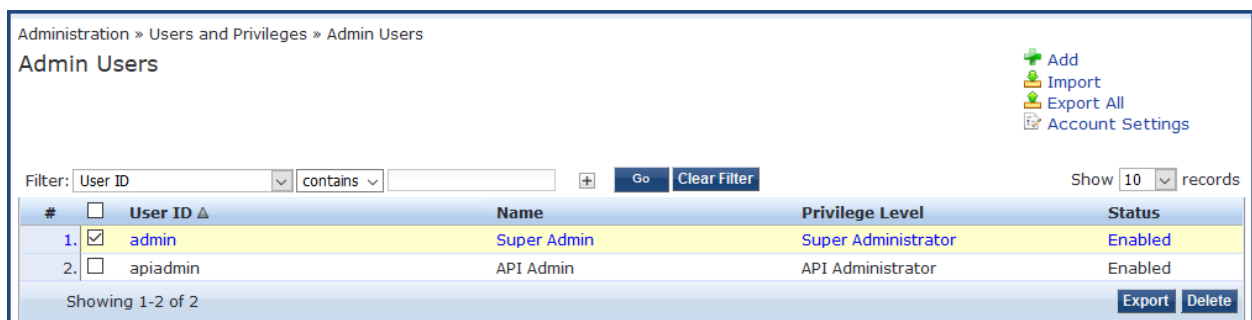 Administration » Users and Privileges » Admin Users
Admin Users
Add
Import
Export All
Account Settings
Filter: User ID contains Go Clear Filter Show 10 records
# User ID Name Privilege Level Status
1. admin Super Admin Super Administrator Enabled
2. apiadmin API Admin API Administrator Enabled
Showing 1-2 of 2 Export Delete